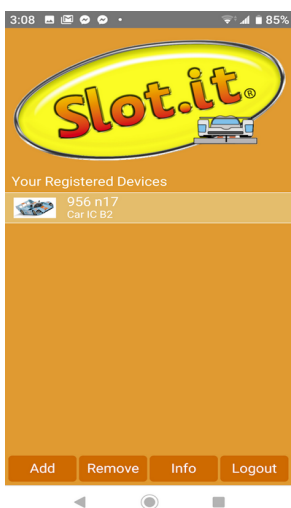 3:08
85%
Slot.it®
Your Registered Devices
956 n17
Car IC B2
Add Remove Info Logout